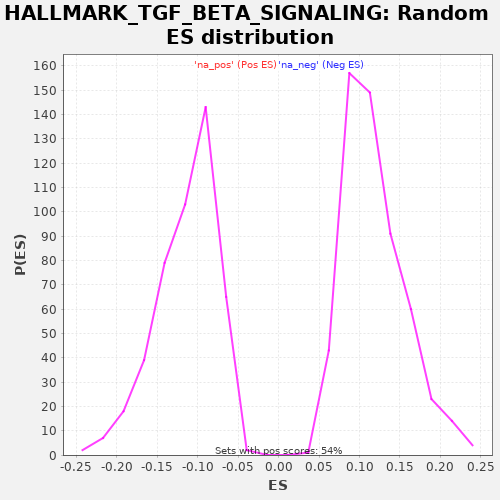 HALLMARK_TGF_BETA_SIGNALING: Random
ES distribution
'na_pos' (Pos ES) 'na_neg' (Neg ES)
160
150
140
130
120
110
100
90
80
70
60
50
40
30
20
10
0
P(ES)
Sets with pos scores: 54%
-0.25 -0.20 -0.15 -0.10 -0.05 0.00 0.05 0.10 0.15 0.20 0.25
ES